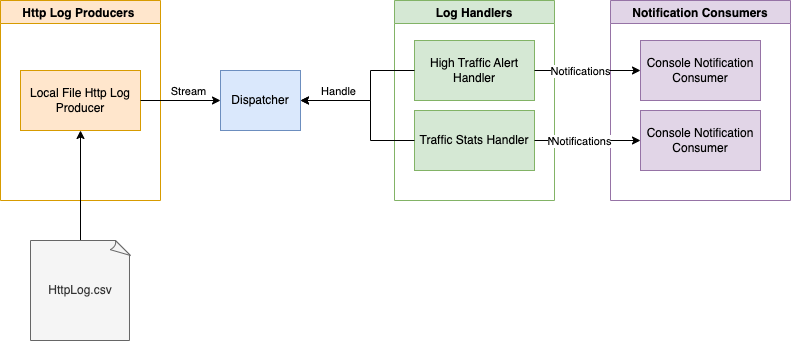 Http Log Producers
Log Handlers
Notification Consumers
Local File Http Log
Producer
Stream
Dispatcher
Handle
High Traffic Alert
Handler
Notifications
Console Notification
Consumer
Traffic Stats Handler
Notifications
Console Notification
Consumer
HttpLog.csv